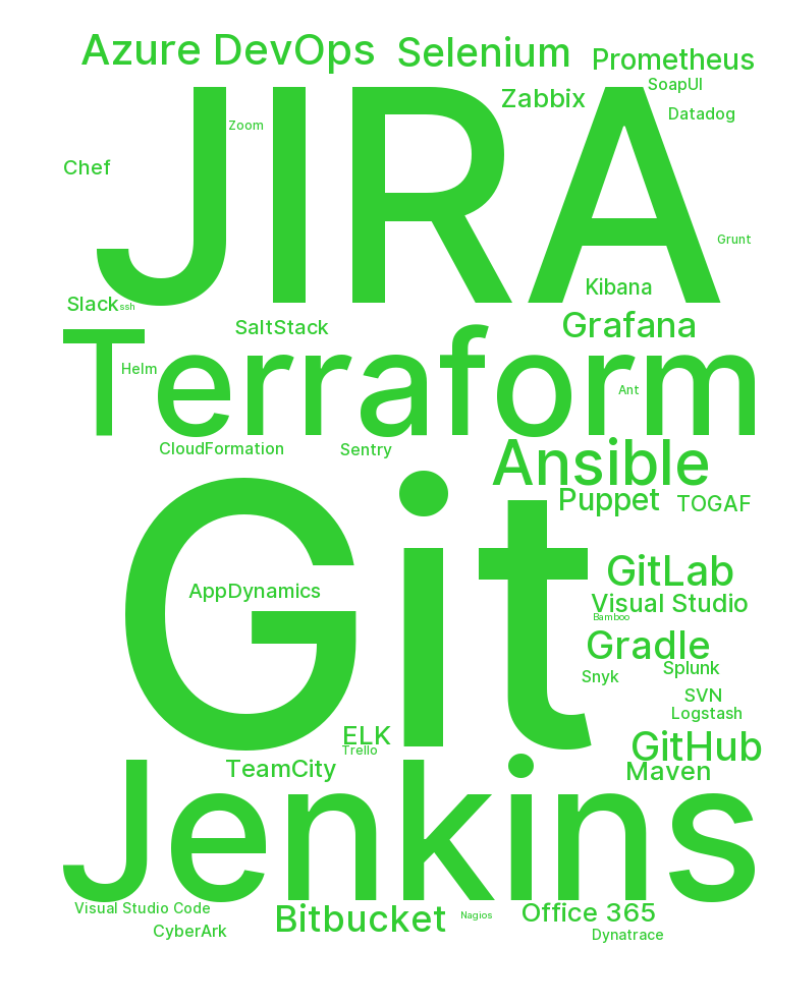 Azure DevOps
Selenium
Prometheus
SoapUI
Zabbix
Datadog
JIRA
Zoom
Chef
Grunt
Kibana
Slack
ssh
SaltStack
Grafana
Terraform
Helm
Ant
CloudFormation
Sentry
Ansible
Puppet
TOGAF
Git
GitLab
AppDynamics
Visual Studio
Bamboo
Gradle
Splunk
Snyk
SVN
Logstash
ELK
Trello
GitHub
TeamCity
Maven
Jenkins
Visual Studio Code
Bitbucket
Nagios
Office 365
CyberArk
Dynatrace